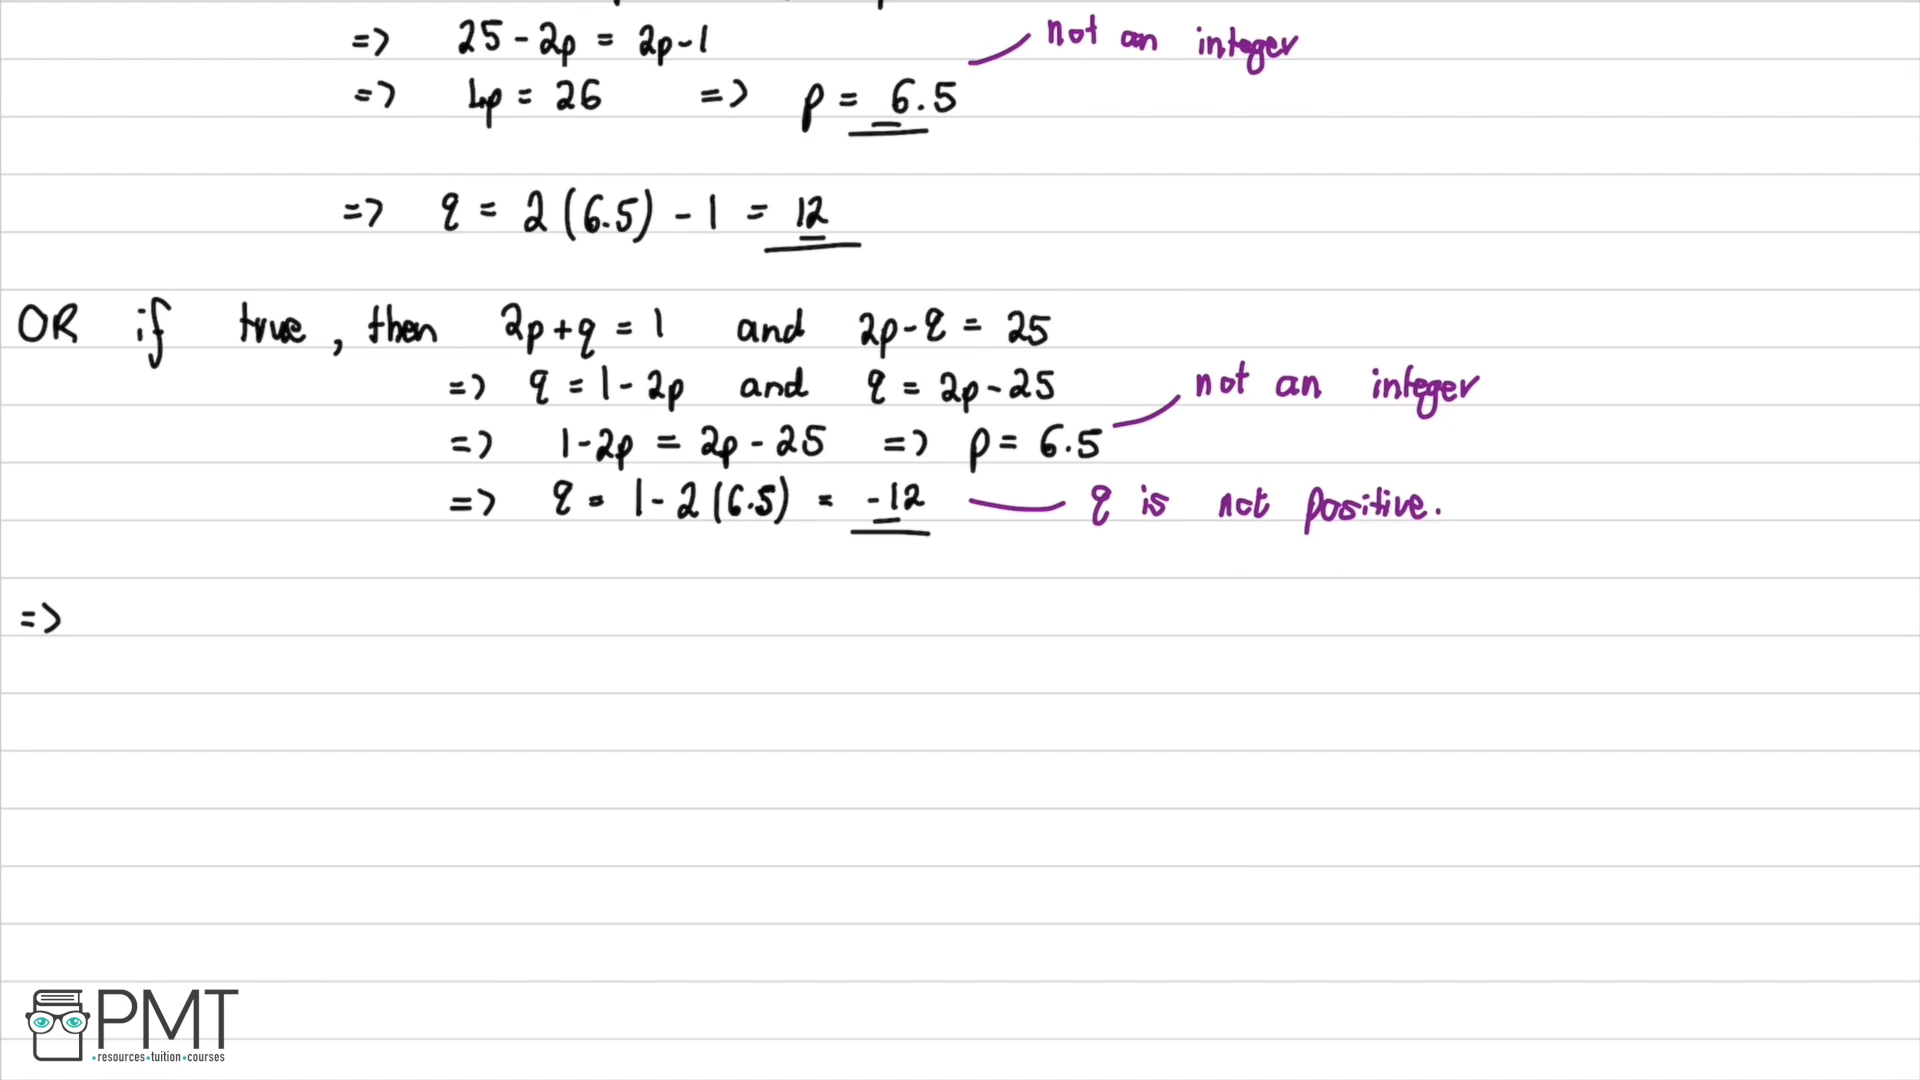 => 25 - 2p = 2p - 1
not an integer
=> 4p = 26 => p = 6.5
=> q = 2(6.5) - 1 = 12
OR if true, then 2p + q = 1 and 2p - q = 25
=> q = 1 - 2p and q = 2p - 25
not an integer
=> 1 - 2p = 2p - 25 => p = 6.5
=> q = 1 - 2(6.5) = -12 q is not positive.
=>
PMT
•resources•tuition•courses